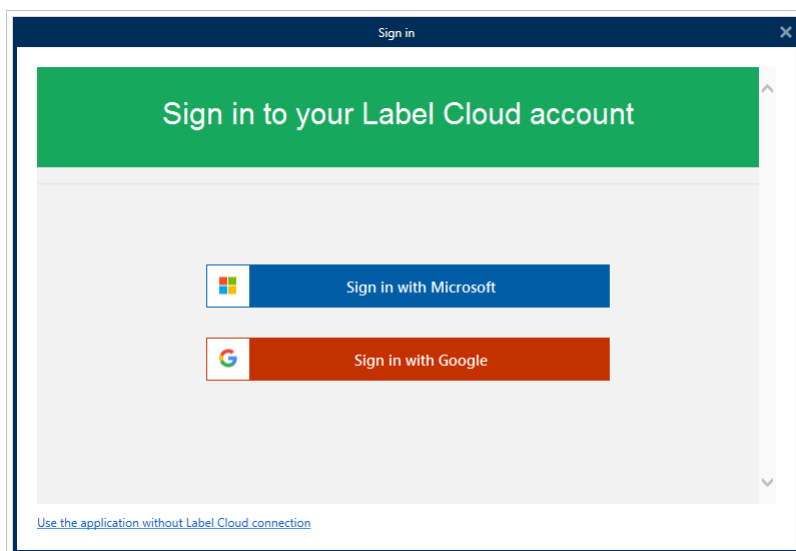 Sign in
Sign in to your Label Cloud account
Sign in with Microsoft
Sign in with Google
Use the application without Label Cloud connection